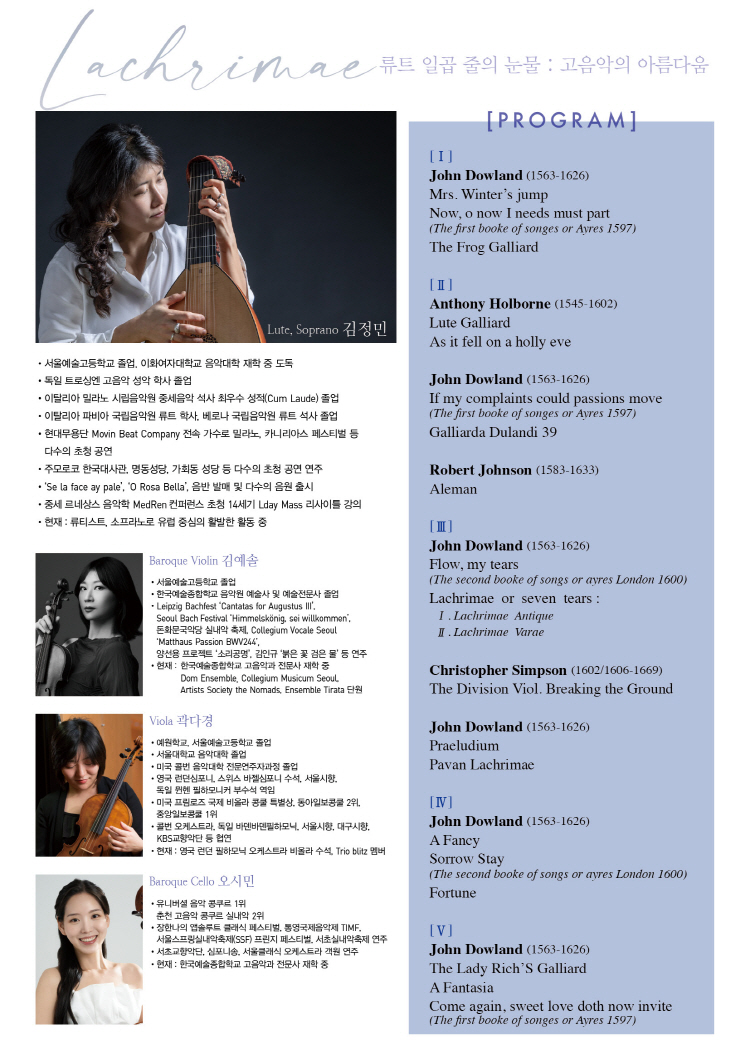 Lachrimae 류트 일곱 줄의 눈물 : 고음악의 아름다움
Lute, Soprano 김정민
• 서울예술고등학교 졸업, 이화여자대학교 음악대학 재학 중 도독
• 독일 트로싱엔 고음악 성악 학사 졸업
• 이탈리아 밀라노 시립음악원 중세음악 석사 최우수 성적(Cum Laude) 졸업
• 이탈리아 파비아 국립음악원 류트 학사, 베로나 국립음악원 류트 석사 졸업
• 현대무용단 Movin Beat Company 전속 가수로 밀라노, 카니리아스 페스티벌 등
다수의 초청 공연
• 주모로코 한국대사관, 명동성당, 가회동 성당 등 다수의 초청 공연 연주
• ‘Se la face ay pale’, ‘O Rosa Bella’, 음반 발매 및 다수의 음원 출시
• 중세 르네상스 음악학 MedRen 컨퍼런스 초청 14세기 Lday Mass 리사이틀 강의
• 현재 : 류티스트, 소프라노로 유럽 중심의 활발한 활동 중
Baroque Violin 김예솔
• 서울예술고등학교 졸업
• 한국예술종합학교 음악원 예술사 및 예술전문사 졸업
• Leipzig Bachfest ‘Cantatas for Augustus III’,
Seoul Bach Festival ‘Himmelskönig, sei willkommen’,
돈화문국악당 실내악 축제, Collegium Vocale Seoul
‘Matthaus Passion BWV244’,
양선용 프로젝트 ‘소리공명’, 김인규 ‘붉은 꽃 검은 물’ 등 연주
• 현재 : 한국예술종합학교 고음악과 전문사 재학 중
Dom Ensemble, Collegium Musicum Seoul,
Artists Society the Nomads, Ensemble Tirata 단원
Viola 곽다경
• 예원학교, 서울예술고등학교 졸업
• 서울대학교 음악대학 졸업
• 미국 콜번 음악대학 전문연주자과정 졸업
• 영국 런던심포니, 스위스 바젤심포니 수석, 서울시향,
독일 뮌헨 필하모니커 부수석 역임
• 미국 프림로즈 국제 비올라 콩쿨 특별상, 동아일보콩쿨 2위,
중앙일보콩쿨 1위
• 콜번 오케스트라, 독일 바덴바덴필하모닉, 서울시향, 대구시향,
KBS교향악단 등 협연
• 현재 : 영국 런던 필하모닉 오케스트라 비올라 수석, Trio blitz 멤버
Baroque Cello 오시민
• 유니버셜 음악 콩쿠르 1위
춘천 고음악 콩쿠르 실내악 2위
• 장한나의 앱솔루트 클래식 페스티벌, 통영국제음악제 TIMF,
서울스프링실내악축제(SSF) 프린지 페스티벌, 서초실내악축제 연주
• 서초교향악단, 심포니송, 서울클래식 오케스트라 객원 연주
• 현재 : 한국예술종합학교 고음악과 전문사 재학 중
[PROGRAM]
[Ⅰ]
John Dowland (1563-1626)
Mrs. Winter’s jump
Now, o now I needs must part
(The first booke of songes or Ayres 1597)
The Frog Galliard
[Ⅱ]
Anthony Holborne (1545-1602)
Lute Galliard
As it fell on a holly eve
John Dowland (1563-1626)
If my complaints could passions move
(The first booke of songes or Ayres 1597)
Galliarda Dulandi 39
Robert Johnson (1583-1633)
Aleman
[Ⅲ]
John Dowland (1563-1626)
Flow, my tears
(The second booke of songs or ayres London 1600)
Lachrimae or seven tears :
Ⅰ. Lachrimae Antique
Ⅱ. Lachrimae Varae
Christopher Simpson (1602/1606-1669)
The Division Viol. Breaking the Ground
John Dowland (1563-1626)
Praeludium
Pavan Lachrimae
[Ⅳ]
John Dowland (1563-1626)
A Fancy
Sorrow Stay
(The second booke of songs or ayres London 1600)
Fortune
[Ⅴ]
John Dowland (1563-1626)
The Lady Rich’S Galliard
A Fantasia
Come again, sweet love doth now invite
(The first booke of songes or Ayres 1597)